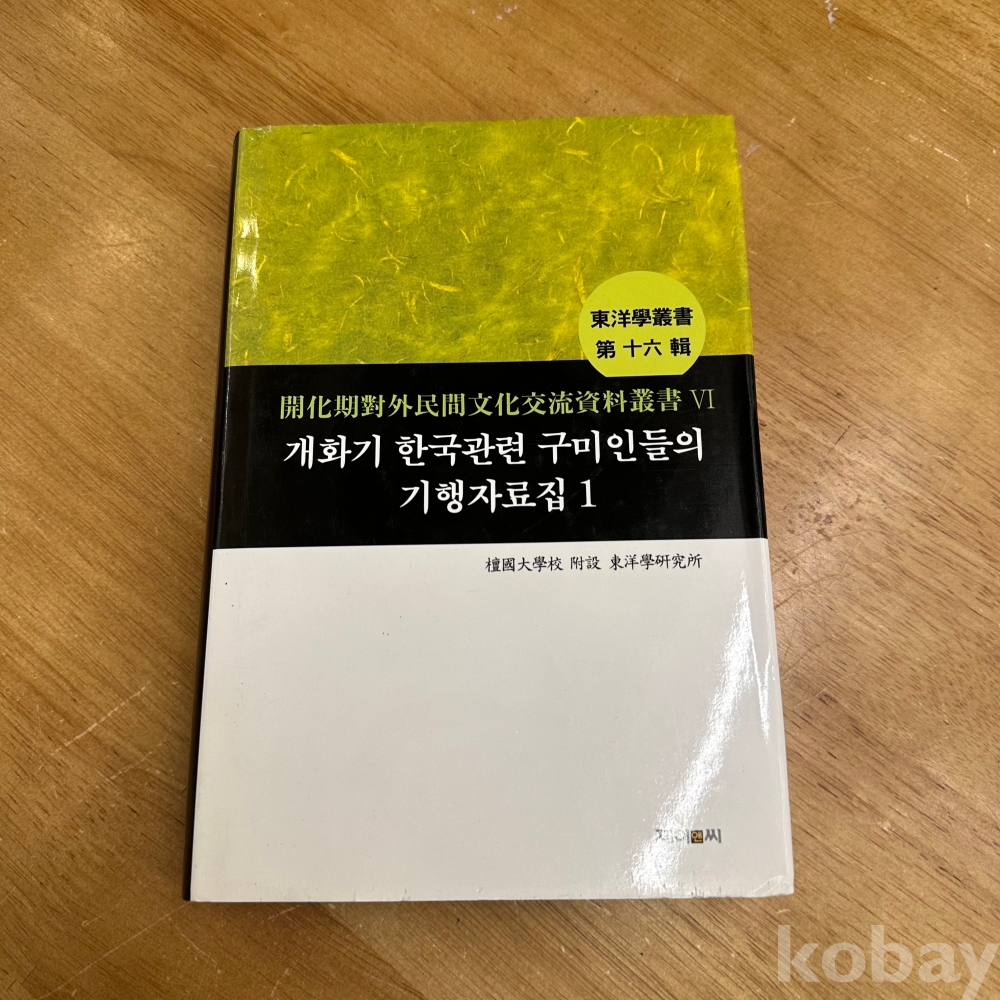 東洋學叢書
第 十六 輯
開化期對外民間文化交流資料叢書 VI
개화기 한국관련 구미인들의
기행자료집 1
檀國大學校 附設 東洋學硏究所
제이앤씨
kobay